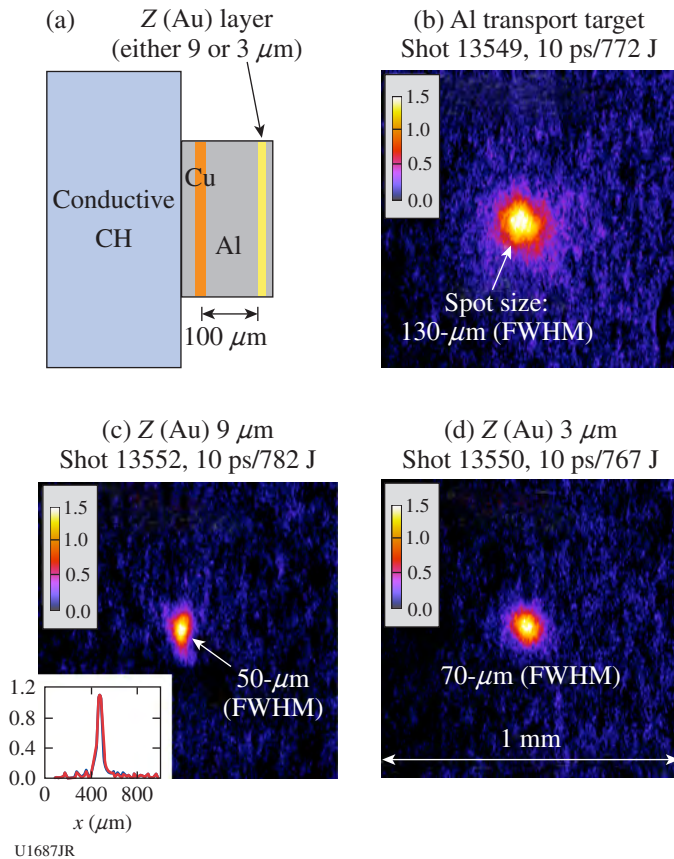 (a)
Z (Au) layer
(either 9 or 3 μm)
Conductive
CH
Cu
Al
100 μm
(b) Al transport target
Shot 13549, 10 ps/772 J
1.5
1.0
0.5
0.0
Spot size:
130-μm (FWHM)
(c) Z (Au) 9 μm
Shot 13552, 10 ps/782 J
1.5
1.0
0.5
0.0
50-μm
(FWHM)
1.2
0.8
0.4
0.0
0 400 800
x (μm)
(d) Z (Au) 3 μm
Shot 13550, 10 ps/767 J
1.5
1.0
0.5
0.0
70-μm (FWHM)
1 mm
U1687JR